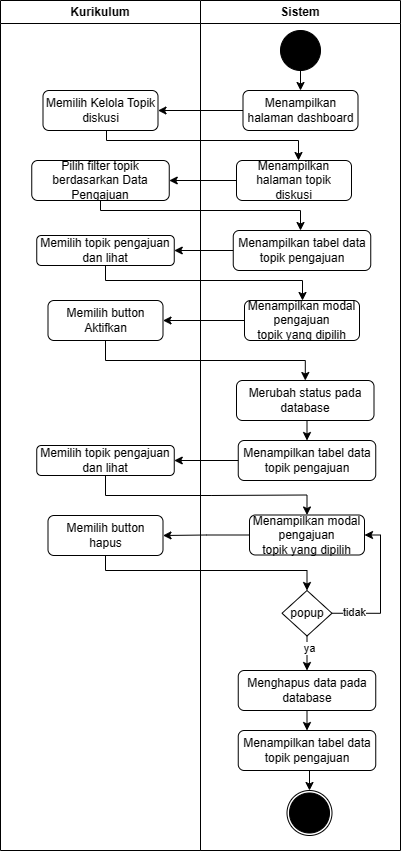 Kurikulum
Sistem
Menampilkan
halaman dashboard
Memilih Kelola Topik
diskusi
Menampilkan
halaman topik
diskusi
Pilih filter topik
berdasarkan Data
Pengajuan
Menampilkan tabel data
topik pengajuan
Memilih topik pengajuan
dan lihat
Menampilkan modal
pengajuan
topik yang dipilih
Memilih button
Aktifkan
Merubah status pada
database
Menampilkan tabel data
topik pengajuan
Memilih topik pengajuan
dan lihat
Menampilkan modal
pengajuan
topik yang dipilih
Memilih button
hapus
popup
tidak
ya
Menghapus data pada
database
Menampilkan tabel data
topik pengajuan